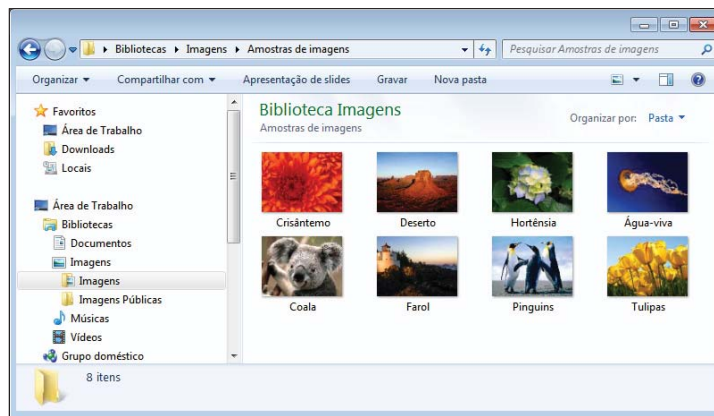 Bibliotecas Imagens Amostras de imagens
Pesquisar Amostras de imagens
Organizar Compartilhar com Apresentação de slides Gravar Nova pasta
Favoritos
Área de Trabalho
Downloads
Locais
Área de Trabalho
Bibliotecas
Documentos
Imagens
Imagens
Imagens Públicas
Músicas
Vídeos
Grupo doméstico
Biblioteca Imagens
Amostras de imagens
Organizar por: Pasta
Crisântemo Deserto Hortênsia Água-viva
Coala Farol Pinguins Tulipas
8 itens